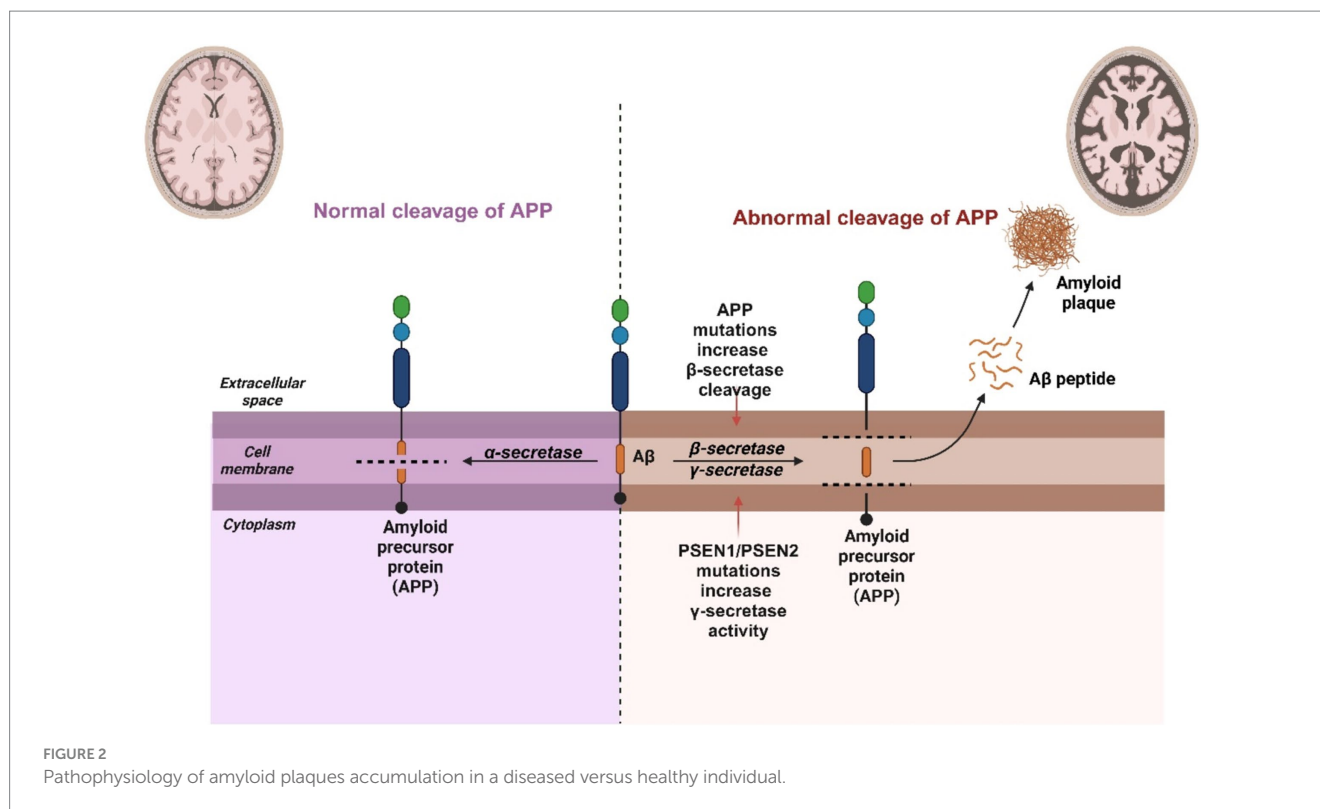 Normal cleavage of APP
Abnormal cleavage of APP
Amyloid
plaque
Aβ peptide
APP
mutations
increase
β-secretase
cleavage
Extracellular
space
Cell
membrane
Cytoplasm
α-secretase
Aβ
β-secretase
γ-secretase
Amyloid
precursor
protein
(APP)
PSEN1/PSEN2
mutations
increase
γ-secretase
activity
Amyloid
precursor
protein
(APP)
FIGURE 2
Pathophysiology of amyloid plaques accumulation in a diseased versus healthy individual.